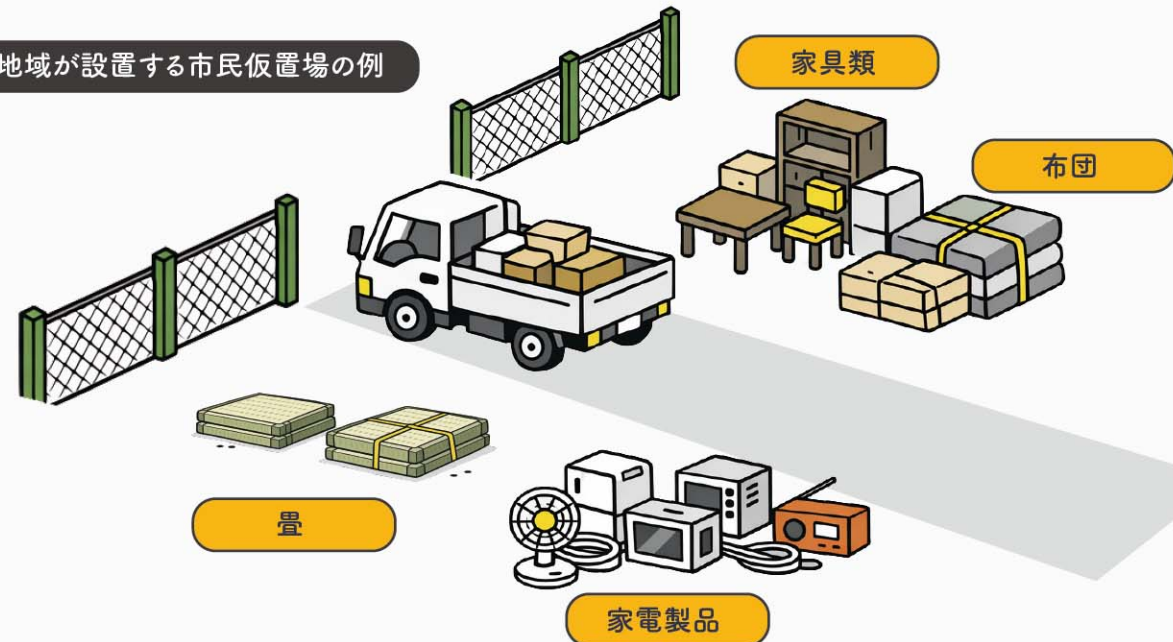 地域が設置する市民仮置場の例
家具類
布団
畳
家電製品